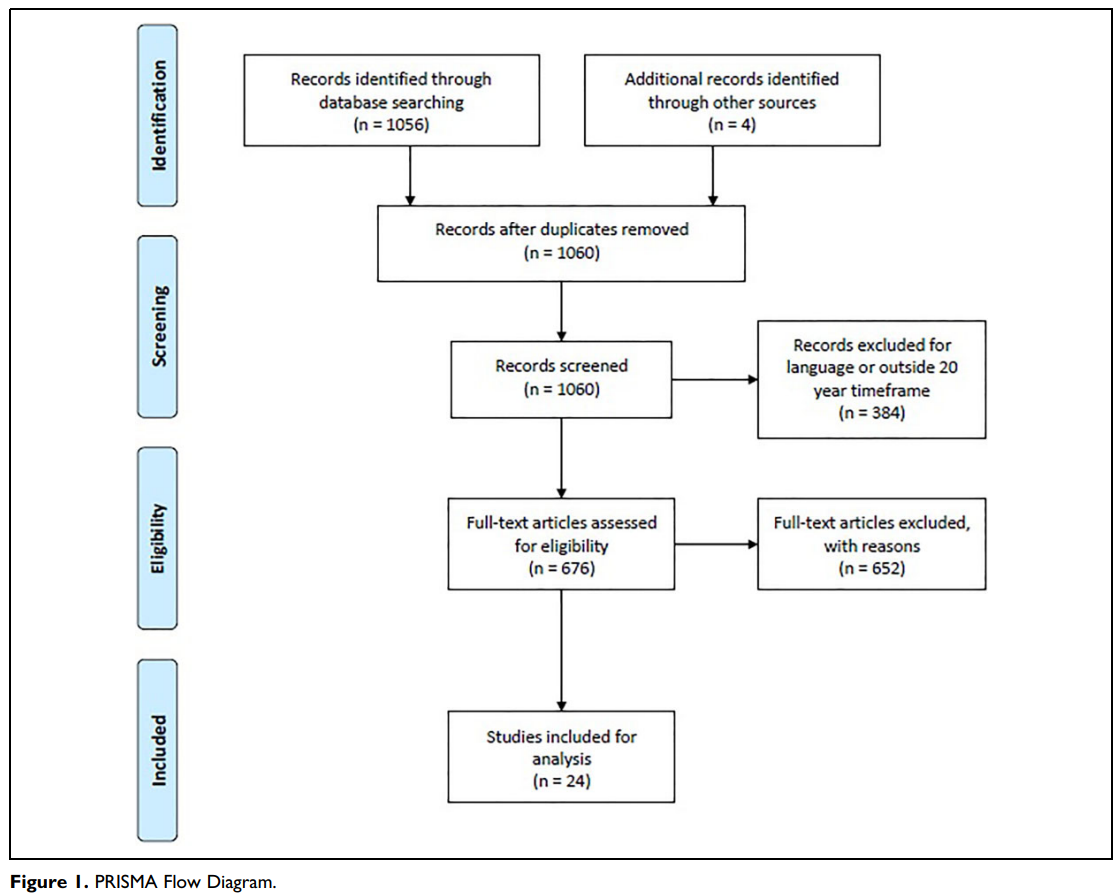 Identification
Records identified through
database searching
(n = 1056)
Additional records identified
through other sources
(n = 4)
Records after duplicates removed
(n = 1060)
Screening
Records screened
(n = 1060)
Records excluded for
language or outside 20
year timeframe
(n = 384)
Eligibility
Full-text articles assessed
for eligibility
(n = 676)
Full-text articles excluded,
with reasons
(n = 652)
Included
Studies included for
analysis
(n = 24)
Figure 1. PRISMA Flow Diagram.